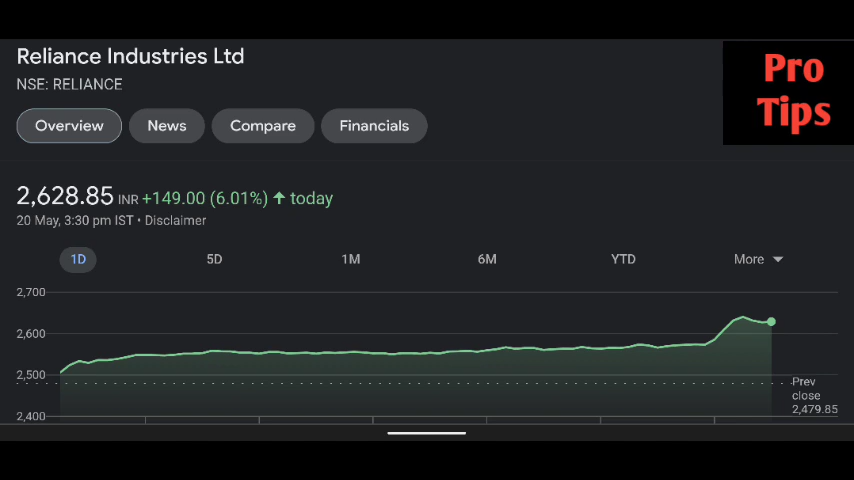 Reliance Industries Ltd
NSE: RELIANCE
Pro
Tips
Overview News Compare Financials
2,628.85 INR +149.00 (6.01%) ↑ today
20 May, 3:30 pm IST • Disclaimer
1D 5D 1M 6M YTD More
2,700
2,600
2,500
2,400
Prev
close
2,479.85